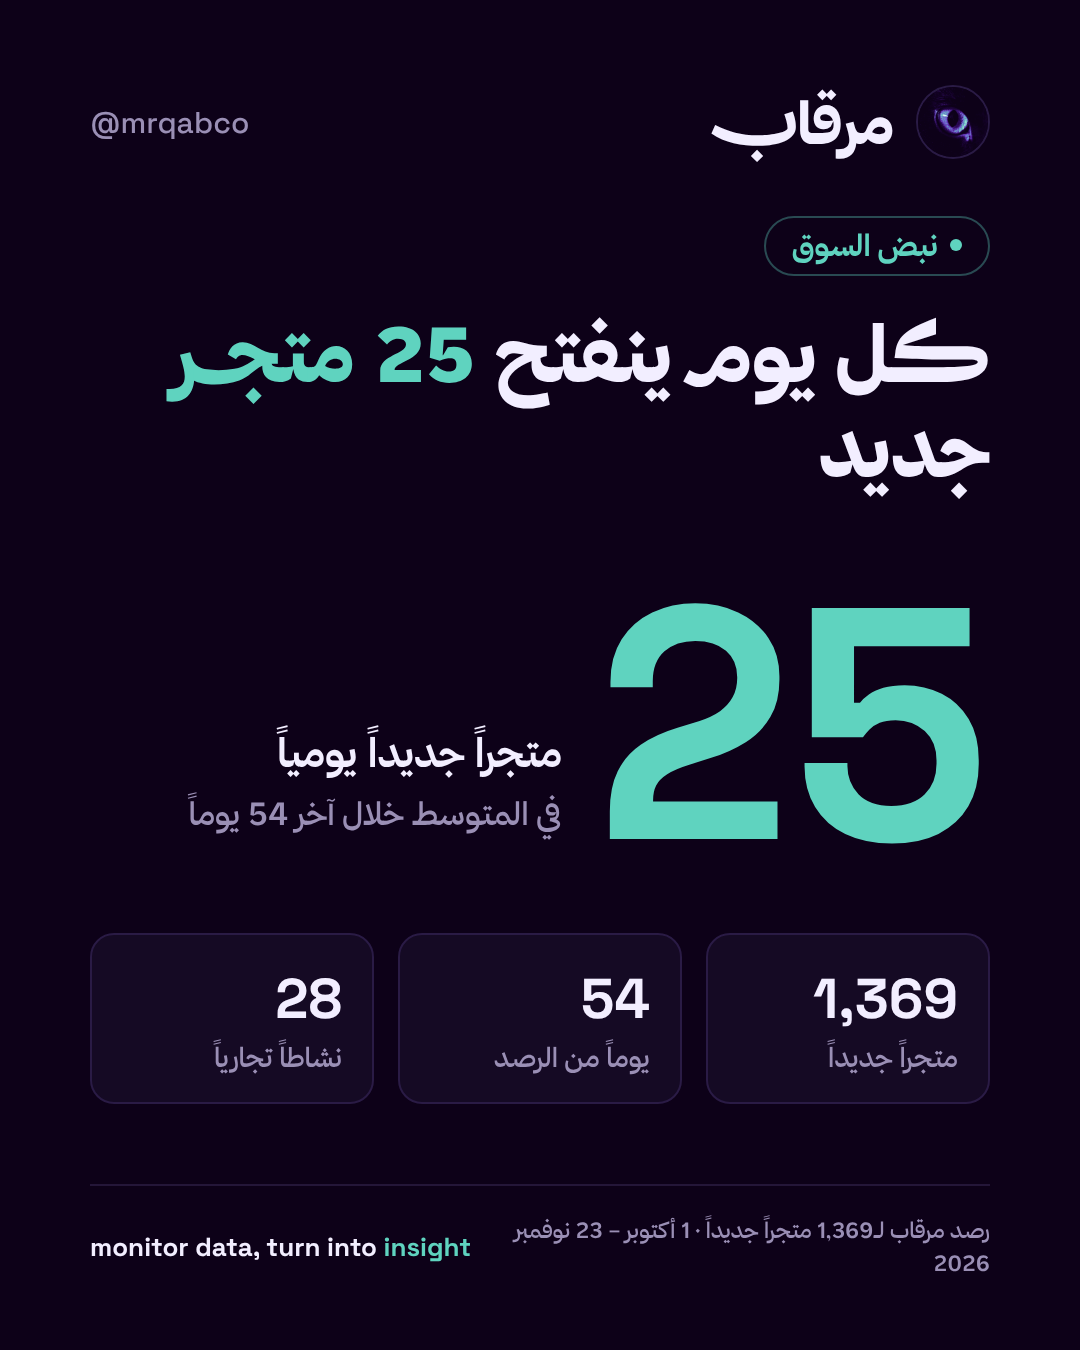 مرقاب
@mrqabco
نبض السوق
كل يوم ينفتح 25 متجر
جديد
25
متجراً جديداً يومياً
في المتوسط خلال آخر 54 يوماً
1,369
متجراً جديداً
54
يوماً من الرصد
28
نشاطاً تجارياً
رصد مرقاب لـ1,369 متجراً جديداً · 1 أكتوبر – 23 نوفمبر
2026
monitor data, turn into insight